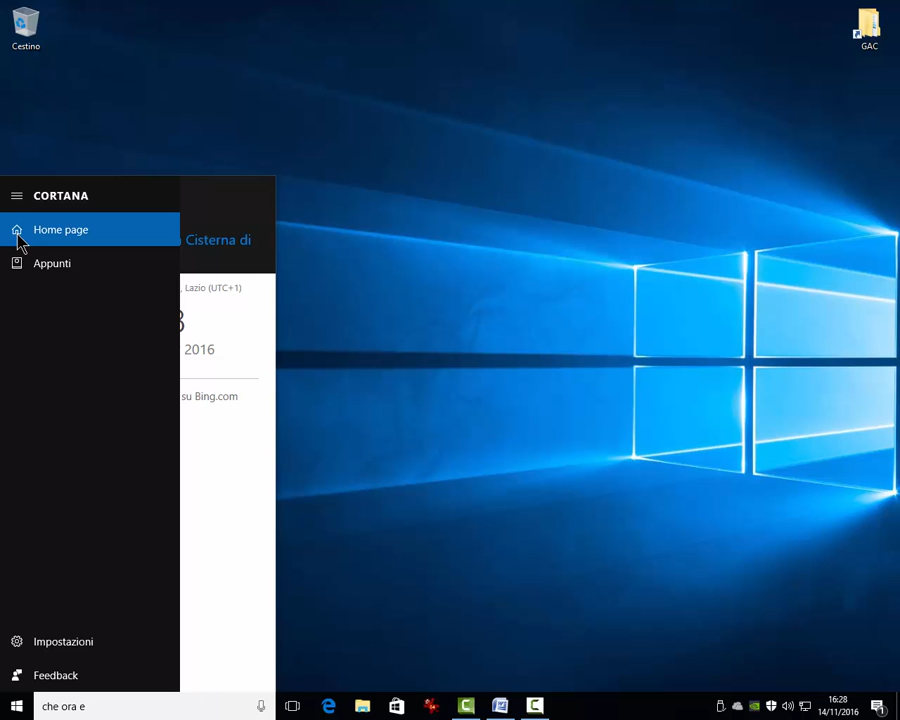 Cestino
GAC
CORTANA
Home page
Cisterna di
Appunti
, Lazio (UTC+1)
2016
su Bing.com
Impostazioni
Feedback
che ora e
16:28
14/11/2016
1